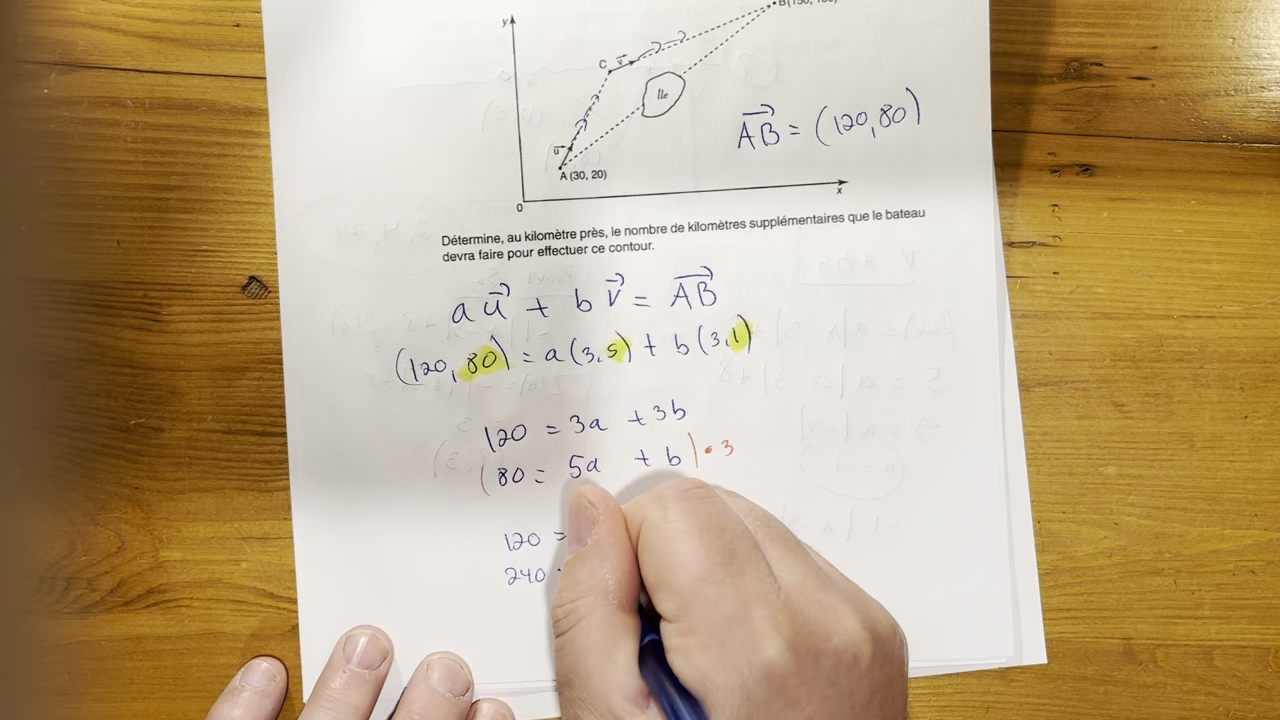 y
B(150, 100)
C v
Île
AB = (120,80)
u
A (30, 20)
0
x
Détermine, au kilomètre près, le nombre de kilomètres supplémentaires que le bateau
devra faire pour effectuer ce contour.
a u + b v = AB
(120, 80) = a (3,5) + b (3,1)
120 = 3a + 3b
(80 = 5a + b) • 3
120 =
240